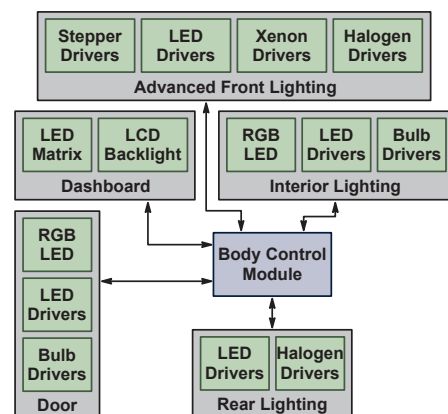 Stepper
Drivers
LED
Drivers
Xenon
Drivers
Halogen
Drivers
Advanced Front Lighting
LED
Matrix
LCD
Backlight
Dashboard
RGB
LED
LED
Drivers
Bulb
Drivers
Interior Lighting
RGB
LED
LED
Drivers
Bulb
Drivers
Door
Body Control
Module
LED
Drivers
Halogen
Drivers
Rear Lighting